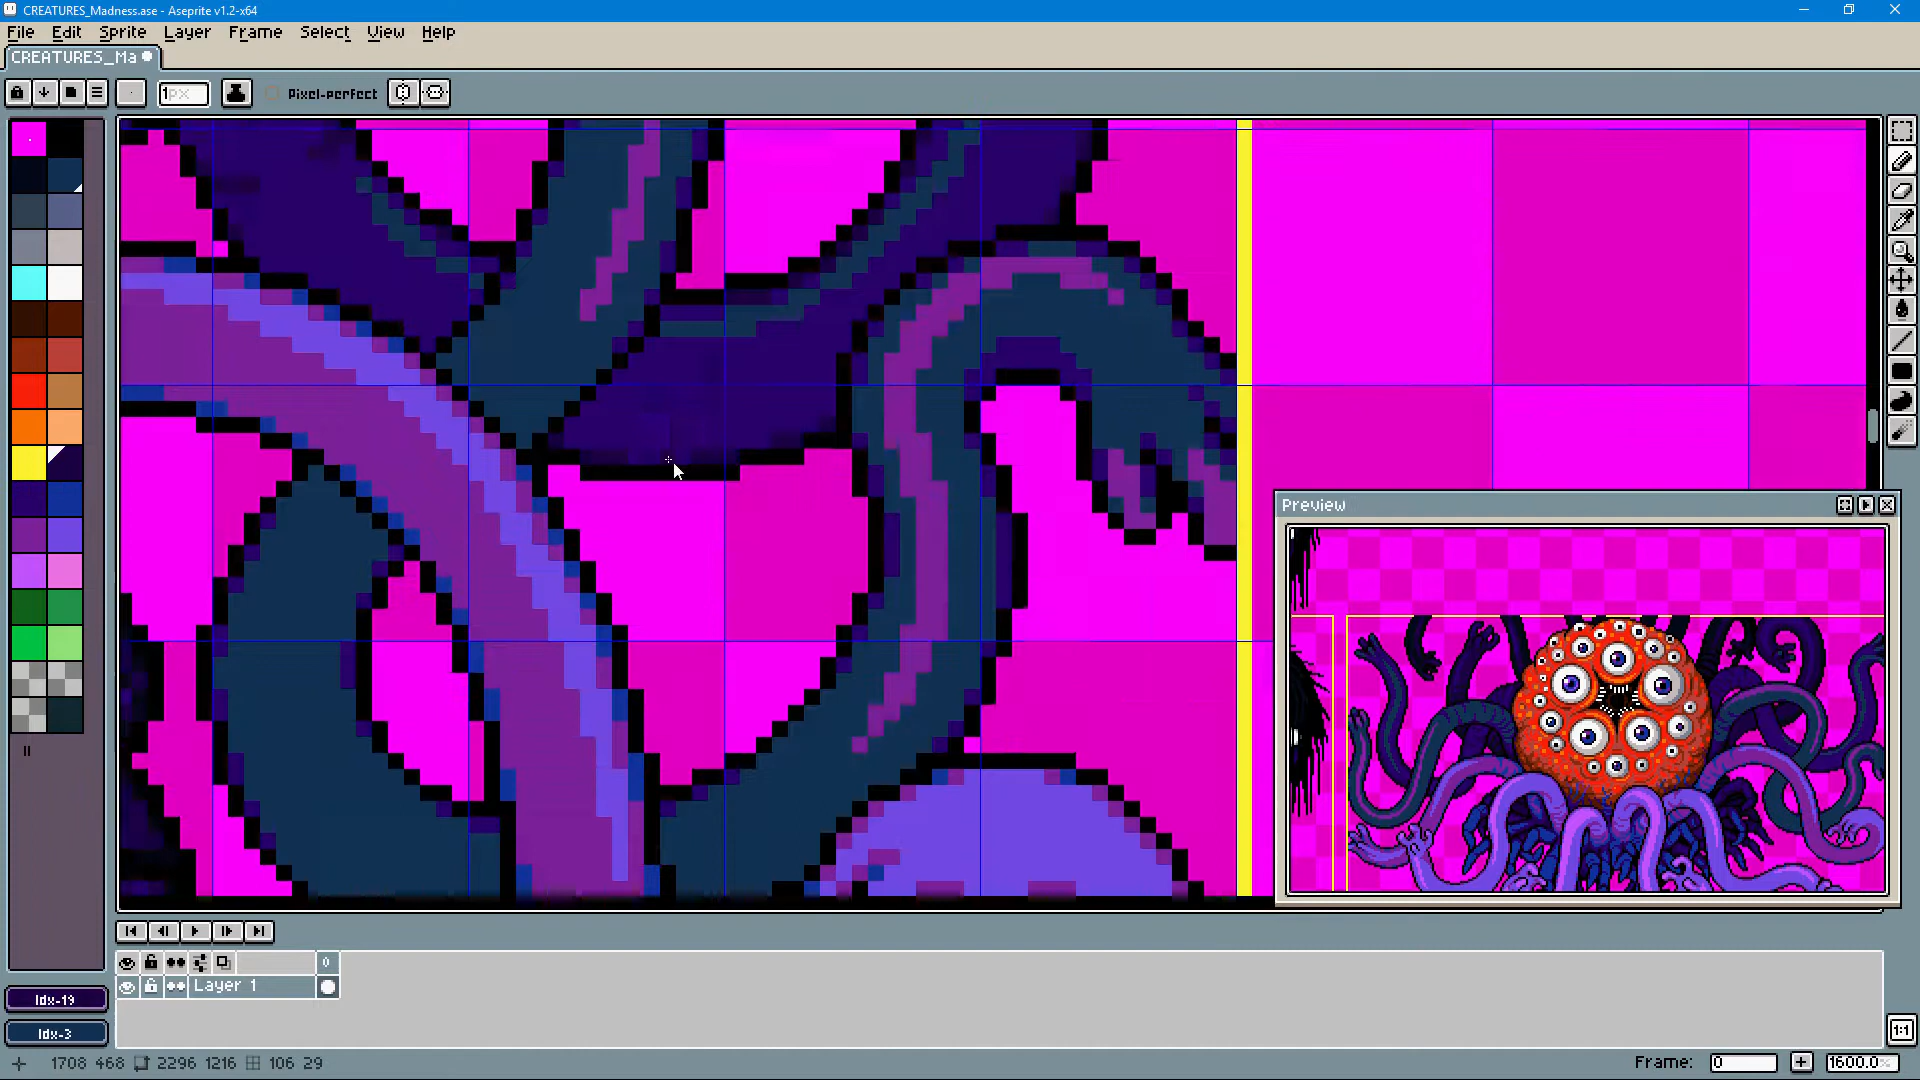 CREATURES_Madness.ase - Aseprite v1.2-x64
File Edit Sprite Layer Frame Select View Help
CREATURES_Ma
1px Pixel-perfect
Preview
0
Layer 1
Idx-19
Idx-3
1:1
1708 468 2296 1216 106 29
Frame: 0 + 1600.0%